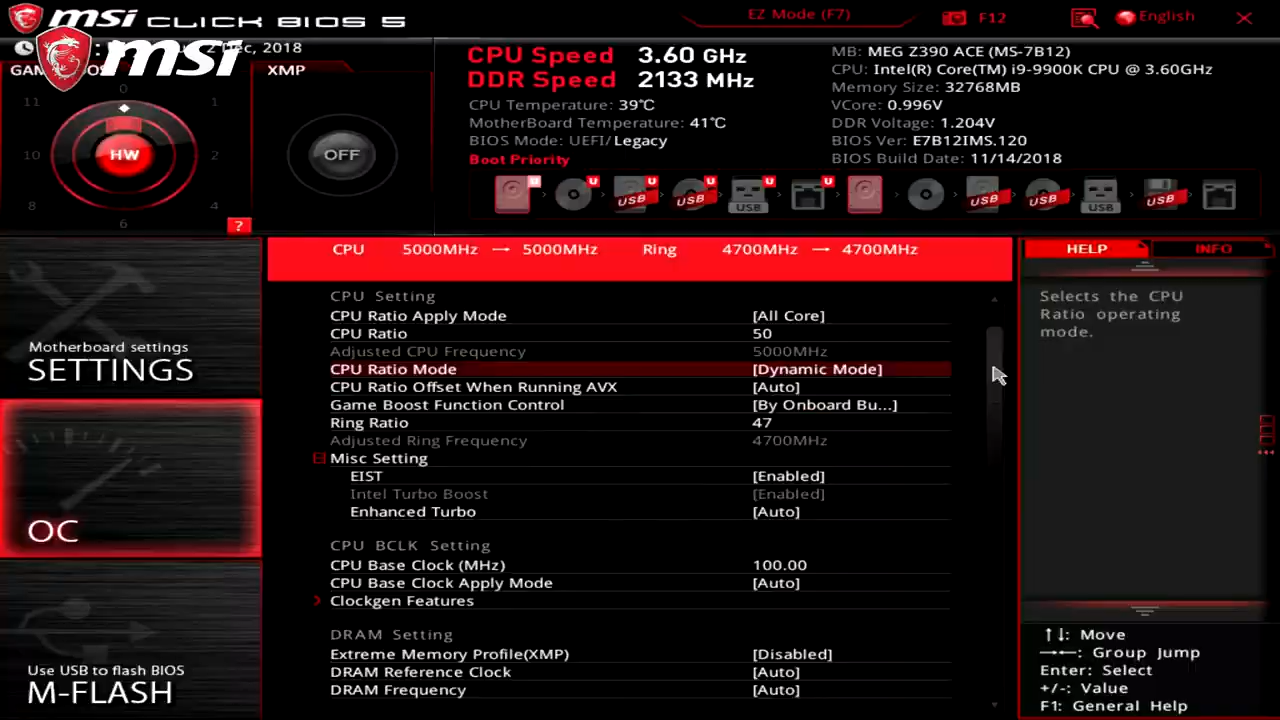 msi CLICK BIOS 5
EZ Mode (F7)
F12
English
2 Dec, 2018
msi
XMP
0
11
1
10
2
8
4
6
HW
OFF
?
CPU Speed 3.60 GHz
DDR Speed 2133 MHz
CPU Temperature: 39℃
MotherBoard Temperature: 41℃
BIOS Mode: UEFI/Legacy
Boot Priority
MB: MEG Z390 ACE (MS-7B12)
CPU: Intel(R) Core(TM) i9-9900K CPU @ 3.60GHz
Memory Size: 32768MB
VCore: 0.996V
DDR Voltage: 1.204V
BIOS Ver: E7B12IMS.120
BIOS Build Date: 11/14/2018
U U U U U U
USB USB USB USB USB USB USB
Motherboard settings
SETTINGS
OC
Use USB to flash BIOS
M-FLASH
CPU 5000MHz → 5000MHz Ring 4700MHz → 4700MHz
CPU Setting
CPU Ratio Apply Mode [All Core]
CPU Ratio 50
Adjusted CPU Frequency 5000MHz
CPU Ratio Mode [Dynamic Mode]
CPU Ratio Offset When Running AVX [Auto]
Game Boost Function Control [By Onboard Bu...]
Ring Ratio 47
Adjusted Ring Frequency 4700MHz
Misc Setting
EIST [Enabled]
Intel Turbo Boost [Enabled]
Enhanced Turbo [Auto]
CPU BCLK Setting
CPU Base Clock (MHz) 100.00
CPU Base Clock Apply Mode [Auto]
Clockgen Features
DRAM Setting
Extreme Memory Profile(XMP) [Disabled]
DRAM Reference Clock [Auto]
DRAM Frequency [Auto]
HELP
INFO
Selects the CPU
Ratio operating
mode.
↑↓: Move
→←: Group Jump
Enter: Select
+/-: Value
F1: General Help